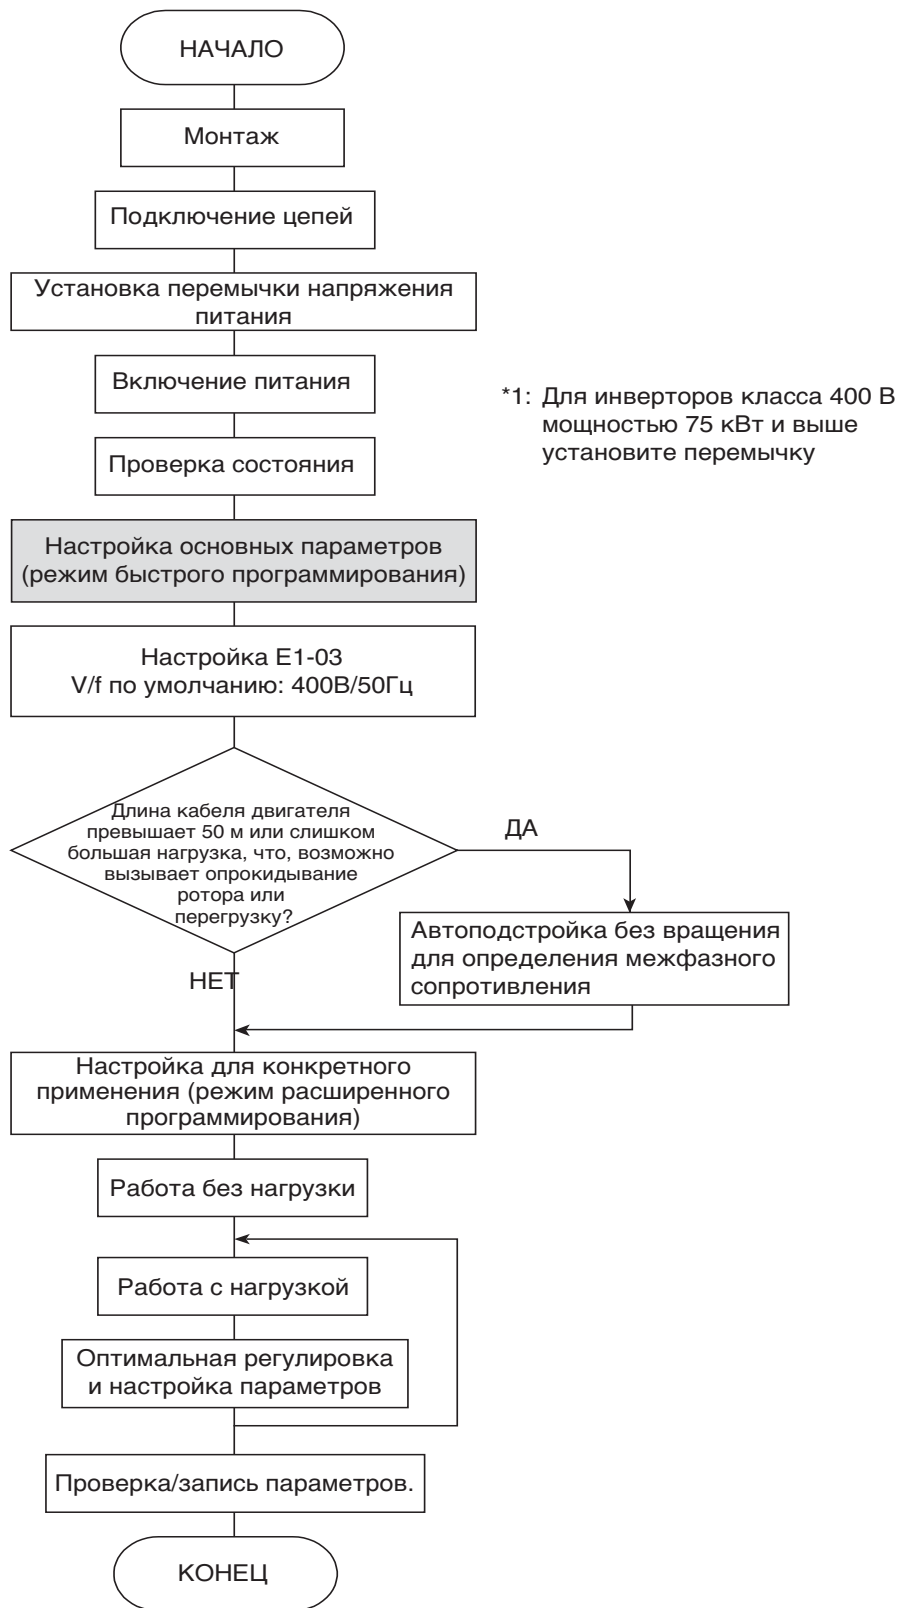 НАЧАЛО
Монтаж
Подключение цепей
Установка перемычки напряжения
питания
Включение питания
*1: Для инверторов класса 400 В
мощностью 75 кВт и выше
установите перемычку
Проверка состояния
Настройка основных параметров
(режим быстрого программирования)
Настройка E1-03
V/f по умолчанию: 400В/50Гц
Длина кабеля двигателя
превышает 50 м или слишком
большая нагрузка, что, возможно
вызывает опрокидывание
ротора или
перегрузку?
ДА
Автоподстройка без вращения
для определения межфазного
сопротивления
НЕТ
Настройка для конкретного
применения (режим расширенного
программирования)
Работа без нагрузки
Работа с нагрузкой
Оптимальная регулировка
и настройка параметров
Проверка/запись параметров.
КОНЕЦ